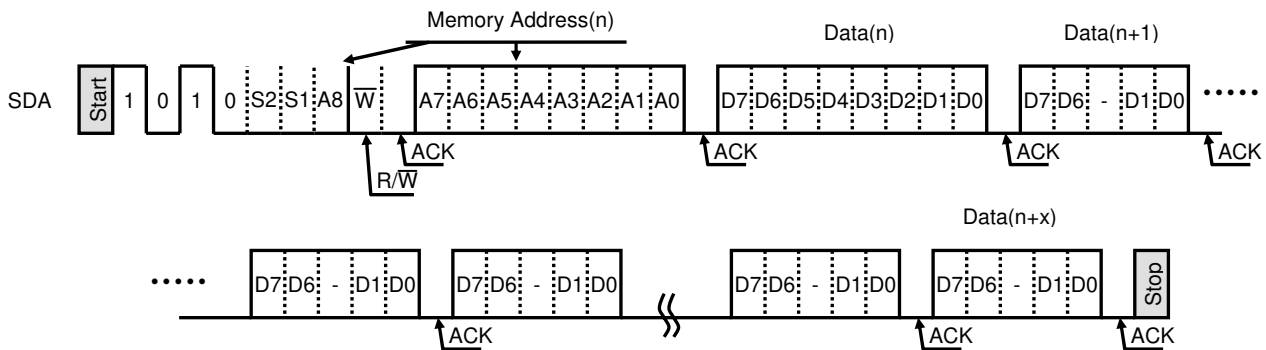 Memory Address(n)
Data(n) Data(n+1)
SDA Start 1 0 1 0 S2 S1 A8 W̅ A7 A6 A5 A4 A3 A2 A1 A0 D7 D6 D5 D4 D3 D2 D1 D0 D7 D6 - D1 D0 •••••
ACK ACK ACK ACK
R/W̅
Data(n+x)
••••• D7 D6 - D1 D0 D7 D6 - D1 D0 D7 D6 - D1 D0 D7 D6 - D1 D0 Stop
ACK ACK ACK